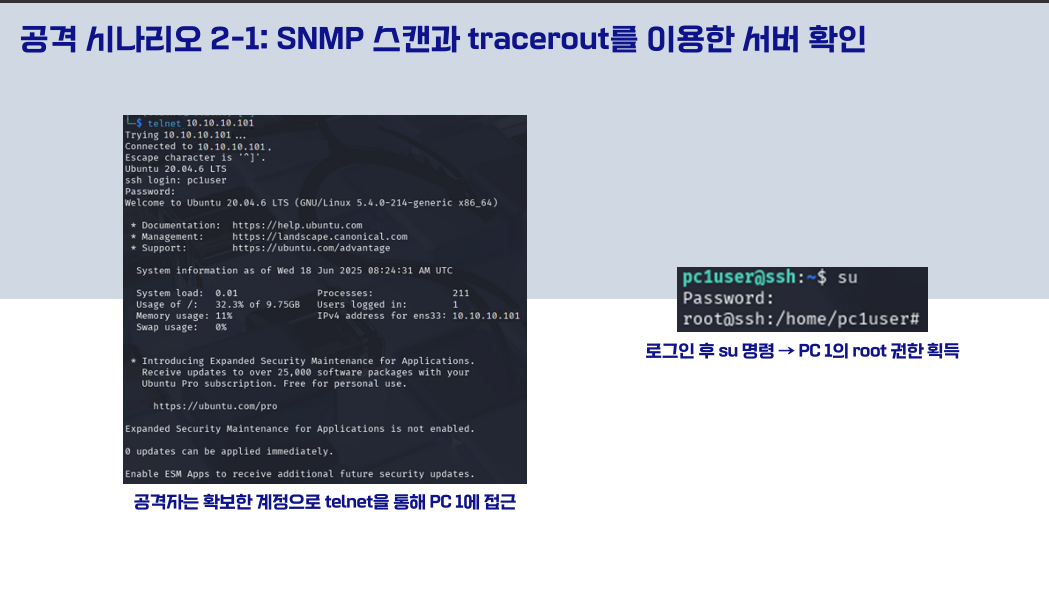 공격 시나리오 2-1: SNMP 스캔과 tracerout를 이용한 서버 확인
└─$ telnet 10.10.10.101
Trying 10.10.10.101 ...
Connected to 10.10.10.101.
Escape character is '^]'.
Ubuntu 20.04.6 LTS
ssh login: pc1user
Password:
Welcome to Ubuntu 20.04.6 LTS (GNU/Linux 5.4.0-214-generic x86_64)
* Documentation: https://help.ubuntu.com
* Management: https://landscape.canonical.com
* Support: https://ubuntu.com/advantage
System information as of Wed 18 Jun 2025 08:24:31 AM UTC
System load: 0.01 Processes: 211
Usage of /: 32.3% of 9.75GB Users logged in: 1
Memory usage: 11% IPv4 address for ens33: 10.10.10.101
Swap usage: 0%
* Introducing Expanded Security Maintenance for Applications.
Receive updates to over 25,000 software packages with your
Ubuntu Pro subscription. Free for personal use.
https://ubuntu.com/pro
Expanded Security Maintenance for Applications is not enabled.
0 updates can be applied immediately.
Enable ESM Apps to receive additional future security updates.
공격자는 확보한 계정으로 telnet을 통해 PC 1에 접근
pc1user@ssh:~$ su
Password:
root@ssh:/home/pc1user#
로그인 후 su 명령 → PC 1의 root 권한 획득